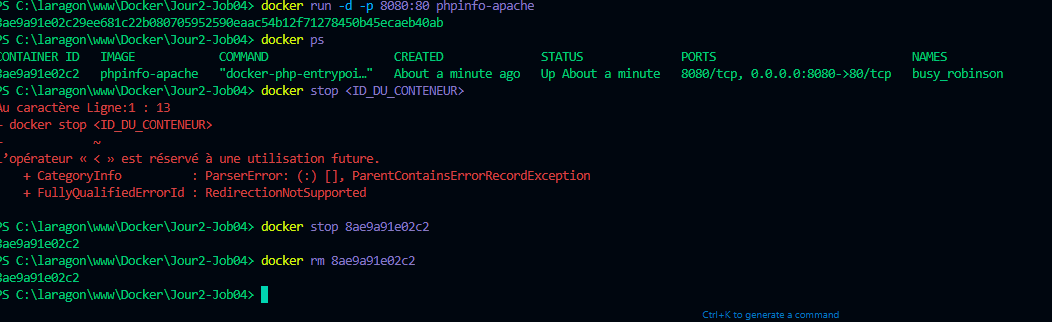 PS C:\laragon\www\Docker\Jour2-Job04> docker run -d -p 8080:80 phpinfo-apache
8ae9a91e02c29ee681c22b080705952590eaac54b12f71278450b45ecaeb40ab
PS C:\laragon\www\Docker\Jour2-Job04> docker ps
CONTAINER ID   IMAGE            COMMAND                  CREATED              STATUS              PORTS                            NAMES
8ae9a91e02c2   phpinfo-apache   "docker-php-entrypoi…"   About a minute ago   Up About a minute   8080/tcp, 0.0.0.0:8080->80/tcp   busy_robinson
PS C:\laragon\www\Docker\Jour2-Job04> docker stop <ID_DU_CONTENEUR>
Au caractère Ligne:1 : 13
+ docker stop <ID_DU_CONTENEUR>
+             ~
L’opérateur « < » est réservé à une utilisation future.
    + CategoryInfo          : ParserError: (:) [], ParentContainsErrorRecordException
    + FullyQualifiedErrorId : RedirectionNotSupported
PS C:\laragon\www\Docker\Jour2-Job04> docker stop 8ae9a91e02c2
8ae9a91e02c2
PS C:\laragon\www\Docker\Jour2-Job04> docker rm 8ae9a91e02c2
8ae9a91e02c2
PS C:\laragon\www\Docker\Jour2-Job04>
Ctrl+K to generate a command